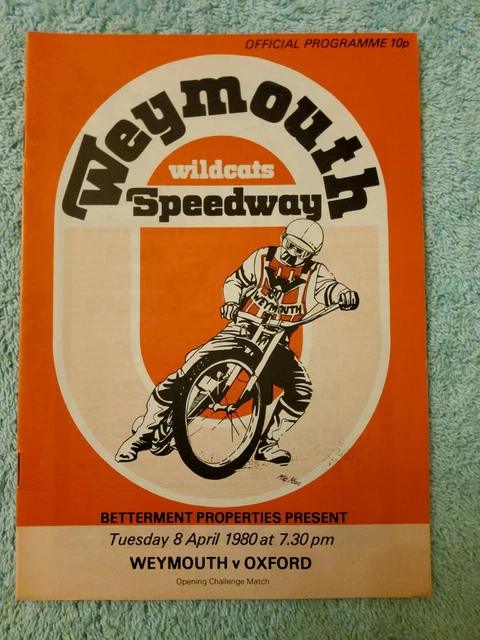 OFFICIAL PROGRAMME 10p
Weymouth
wildcats
Speedway
WEYMOUTH
BETTERMENT PROPERTIES PRESENT
Tuesday 8 April 1980 at 7.30 pm
WEYMOUTH v OXFORD
Opening Challenge Match